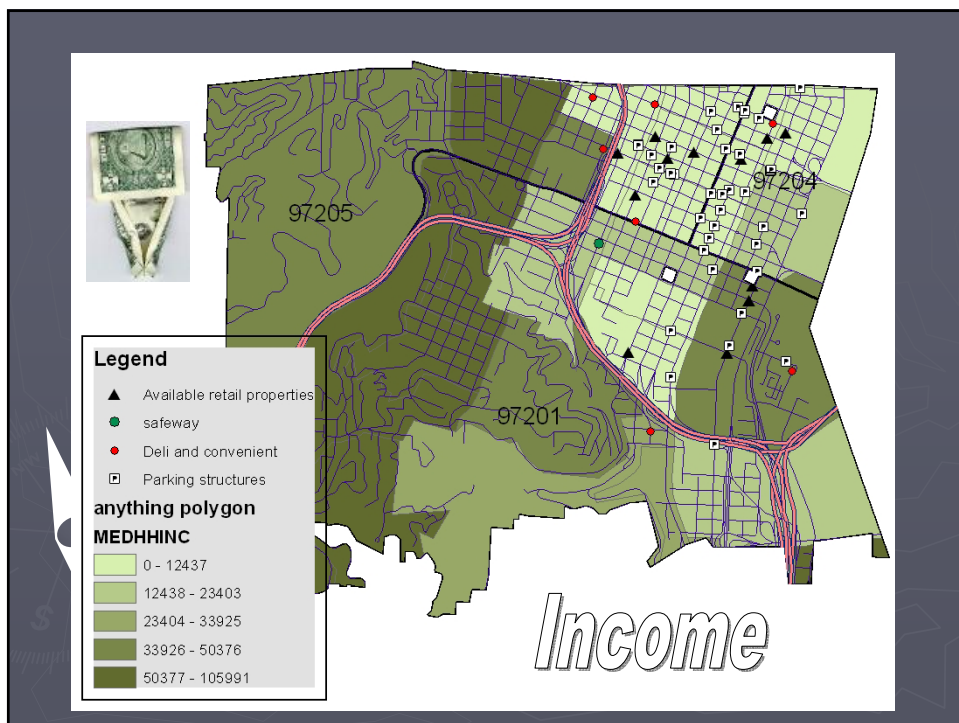 97205
97204
97201
Legend
Available retail properties
safeway
Deli and convenient
Parking structures
anything polygon
MEDHHINC
0 - 12437
12438 - 23403
23404 - 33925
33926 - 50376
50377 - 105991
Income